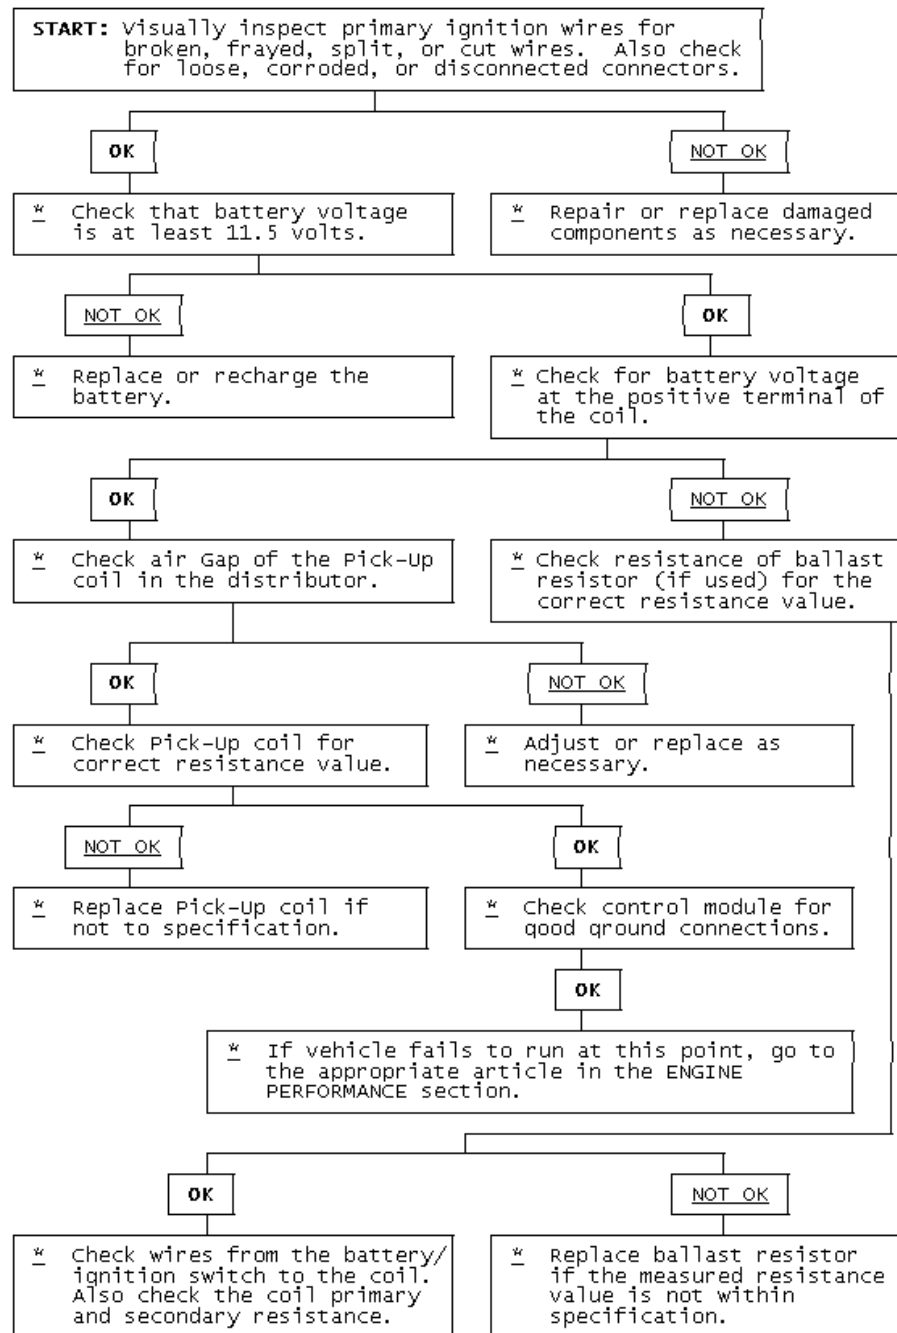 START: Visually inspect primary ignition wires for
broken, frayed, split, or cut wires.  Also check
for loose, corroded, or disconnected connectors.
OK
NOT OK
* Check that battery voltage
is at least 11.5 volts.
* Repair or replace damaged
components as necessary.
NOT OK
OK
* Replace or recharge the
battery.
* Check for battery voltage
at the positive terminal of
the coil.
OK
NOT OK
* Check air Gap of the Pick-Up
coil in the distributor.
* Check resistance of ballast
resistor (if used) for the
correct resistance value.
OK
NOT OK
* Check Pick-Up coil for
correct resistance value.
* Adjust or replace as
necessary.
NOT OK
OK
* Replace Pick-Up coil if
not to specification.
* Check control module for
good ground connections.
OK
* If vehicle fails to run at this point, go to
the appropriate article in the ENGINE
PERFORMANCE section.
OK
NOT OK
* Check wires from the battery/
ignition switch to the coil.
Also check the coil primary
and secondary resistance.
* Replace ballast resistor
if the measured resistance
value is not within
specification.